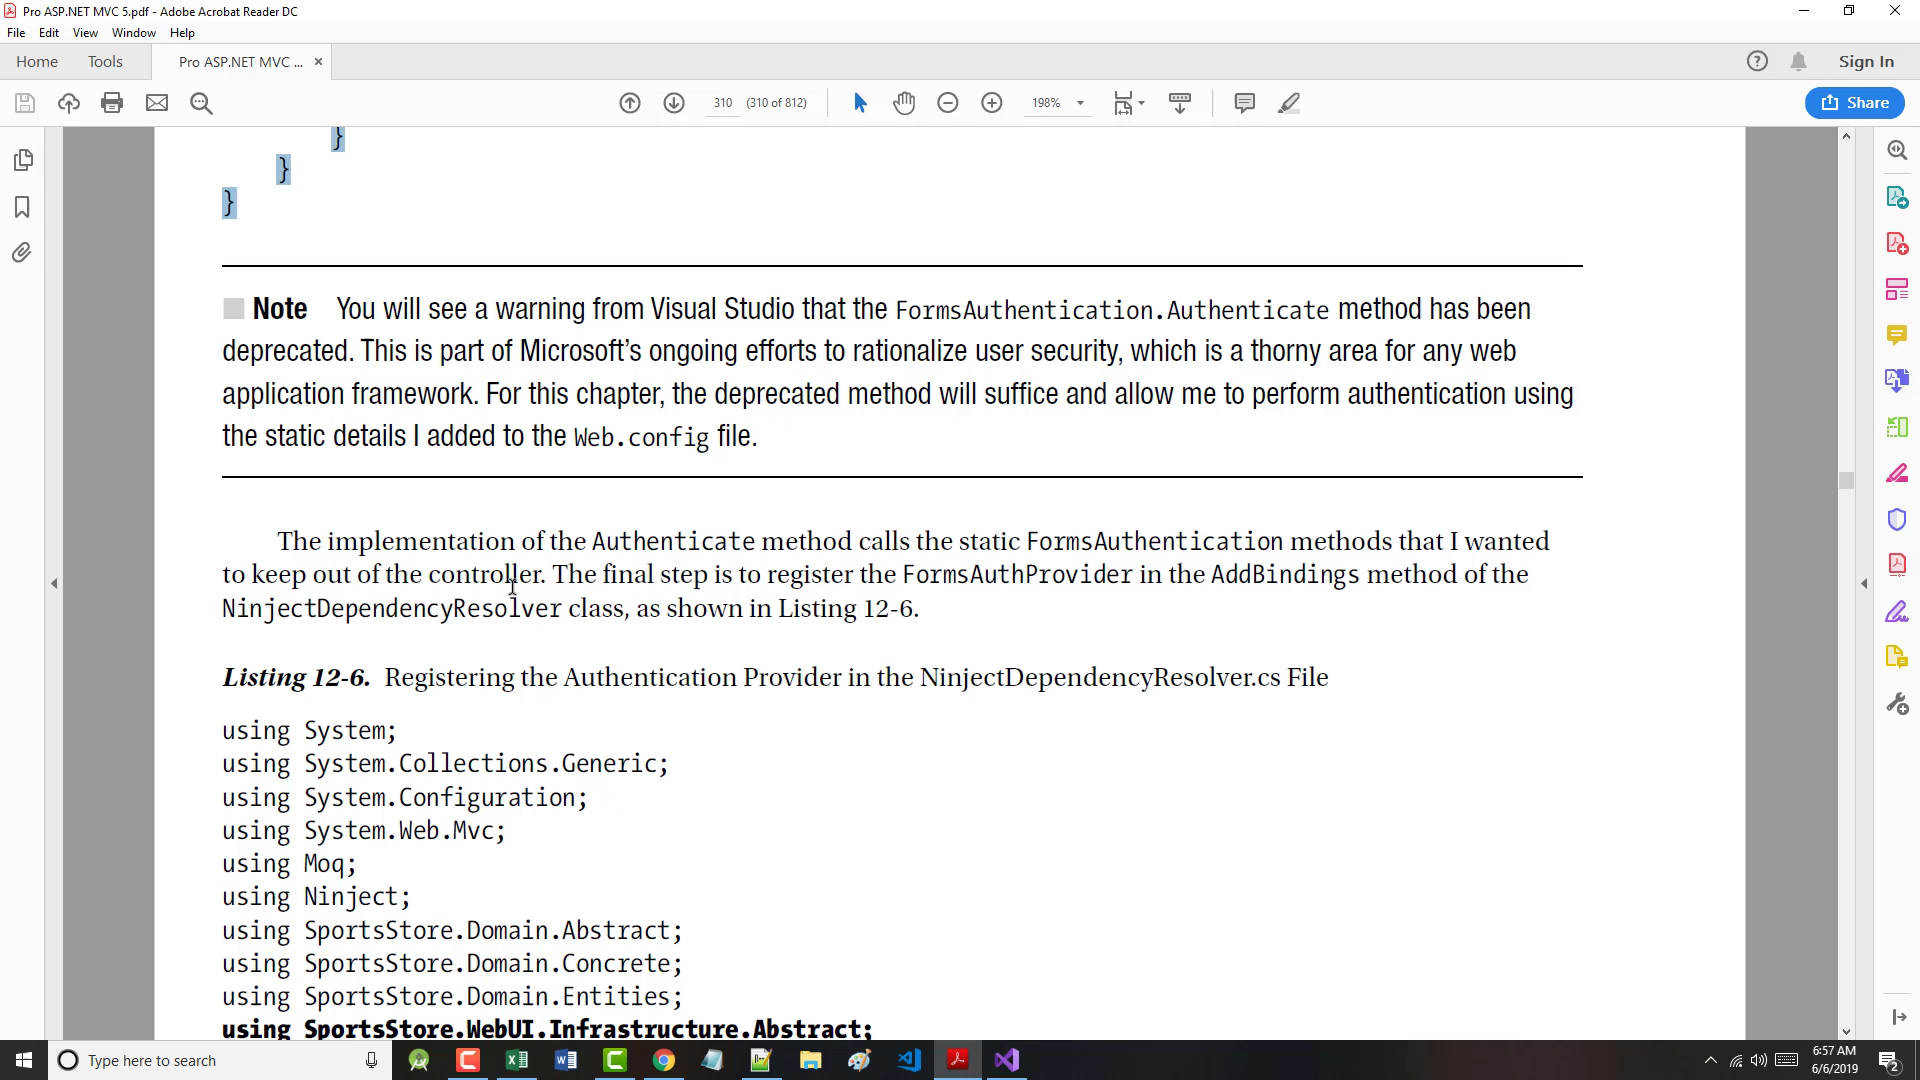 Pro ASP.NET MVC 5.pdf - Adobe Acrobat Reader DC
File Edit View Window Help
Home Tools Pro ASP.NET MVC ... × Sign In
310 (310 of 812) 198% Share
}
}
}
Note You will see a warning from Visual Studio that the FormsAuthentication.Authenticate method has been
deprecated. This is part of Microsoft’s ongoing efforts to rationalize user security, which is a thorny area for any web
application framework. For this chapter, the deprecated method will suffice and allow me to perform authentication using
the static details I added to the Web.config file.
The implementation of the Authenticate method calls the static FormsAuthentication methods that I wanted
to keep out of the controller. The final step is to register the FormsAuthProvider in the AddBindings method of the
NinjectDependencyResolver class, as shown in Listing 12-6.
Listing 12-6. Registering the Authentication Provider in the NinjectDependencyResolver.cs File
using System;
using System.Collections.Generic;
using System.Configuration;
using System.Web.Mvc;
using Moq;
using Ninject;
using SportsStore.Domain.Abstract;
using SportsStore.Domain.Concrete;
using SportsStore.Domain.Entities;
using SportsStore.WebUI.Infrastructure.Abstract;
Type here to search
6:57 AM
6/6/2019
2